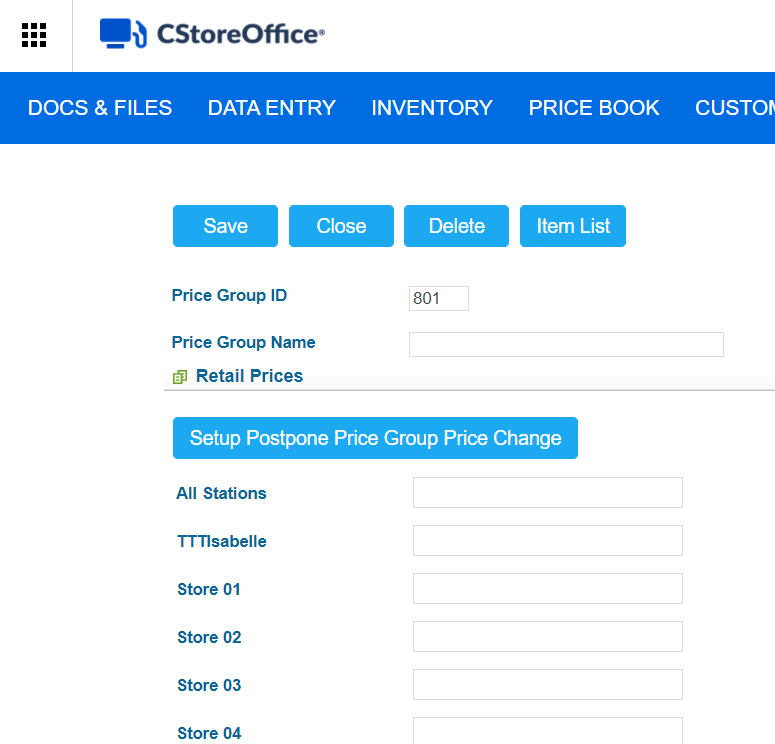 CStoreOffice®
DOCS & FILES DATA ENTRY INVENTORY PRICE BOOK CUSTOM
Save Close Delete Item List
Price Group ID 801
Price Group Name
Retail Prices
Setup Postpone Price Group Price Change
All Stations
TTTIsabelle
Store 01
Store 02
Store 03
Store 04